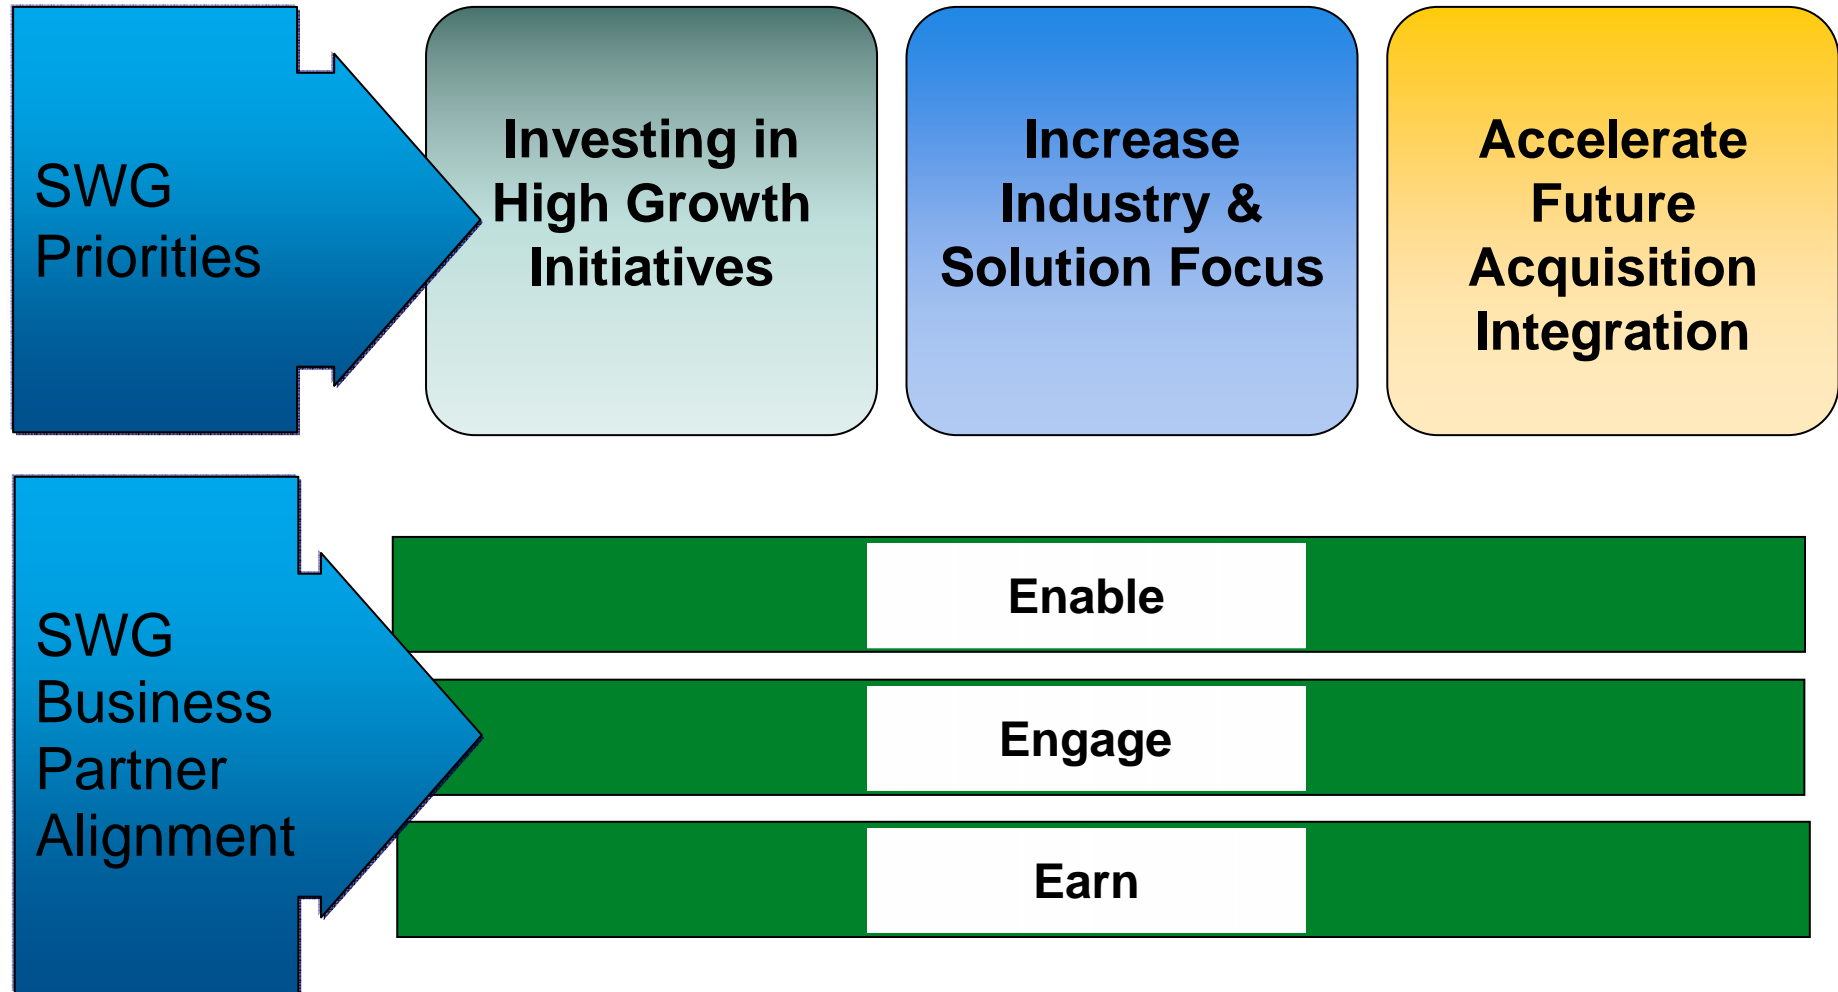 SWG
Priorities
Investing in
High Growth
Initiatives
Increase
Industry &
Solution Focus
Accelerate
Future
Acquisition
Integration
SWG
Business
Partner
Alignment
Enable
Engage
Earn